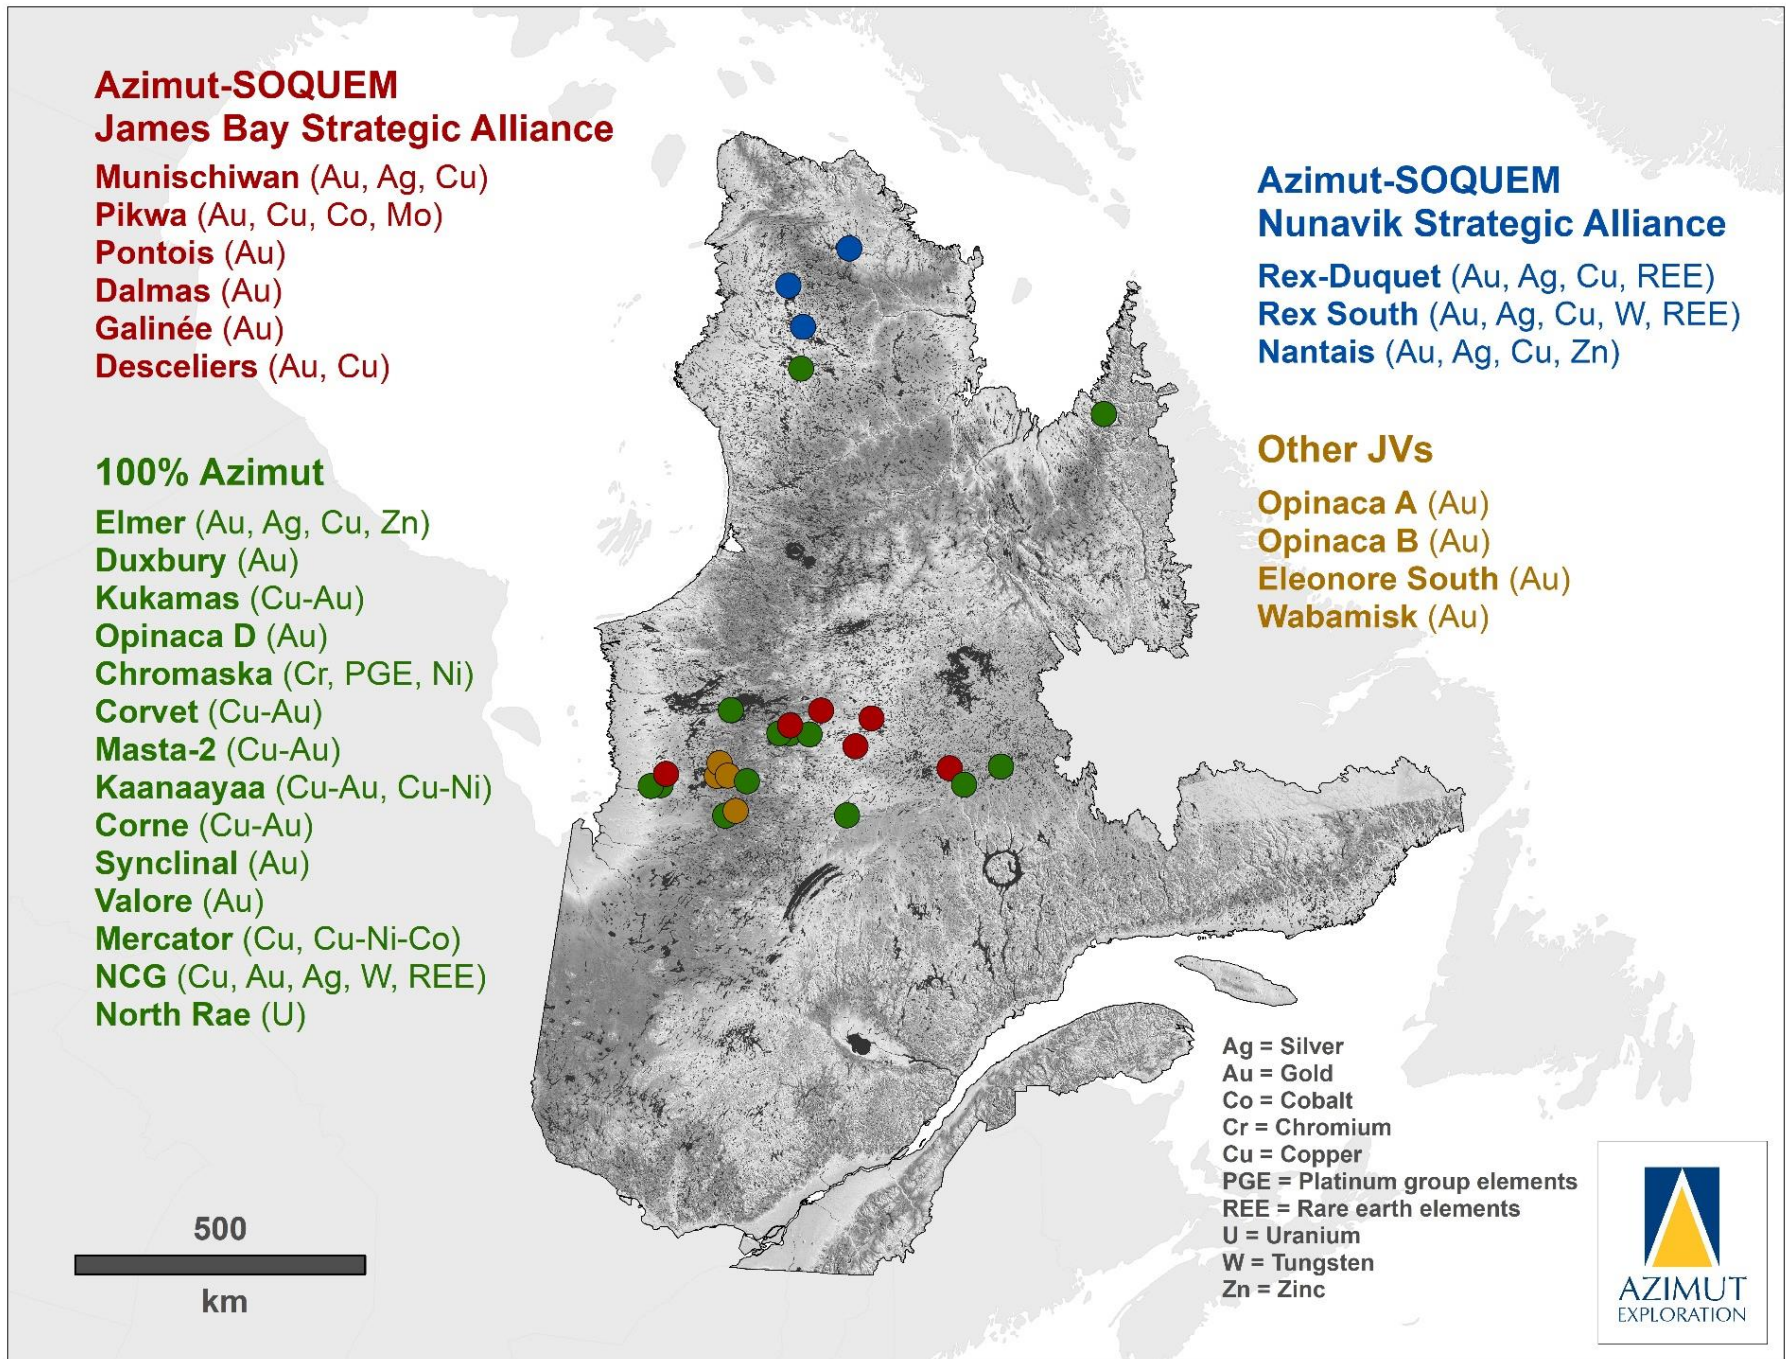 Azimut-SOQUEM
James Bay Strategic Alliance
Munischiwan (Au, Ag, Cu)
Pikwa (Au, Cu, Co, Mo)
Pontois (Au)
Dalmas (Au)
Galinée (Au)
Desceliers (Au, Cu)
100% Azimut
Elmer (Au, Ag, Cu, Zn)
Duxbury (Au)
Kukamas (Cu-Au)
Opinaca D (Au)
Chromaska (Cr, PGE, Ni)
Corvet (Cu-Au)
Masta-2 (Cu-Au)
Kaanaayaa (Cu-Au, Cu-Ni)
Corne (Cu-Au)
Synclinal (Au)
Valore (Au)
Mercator (Cu, Cu-Ni-Co)
NCG (Cu, Au, Ag, W, REE)
North Rae (U)
500
km
Azimut-SOQUEM
Nunavik Strategic Alliance
Rex-Duquet (Au, Ag, Cu, REE)
Rex South (Au, Ag, Cu, W, REE)
Nantais (Au, Ag, Cu, Zn)
Other JVs
Opinaca A (Au)
Opinaca B (Au)
Eleonore South (Au)
Wabamisk (Au)
Ag = Silver
Au = Gold
Co = Cobalt
Cr = Chromium
Cu = Copper
PGE = Platinum group elements
REE = Rare earth elements
U = Uranium
W = Tungsten
Zn = Zinc
AZIMUT
EXPLORATION